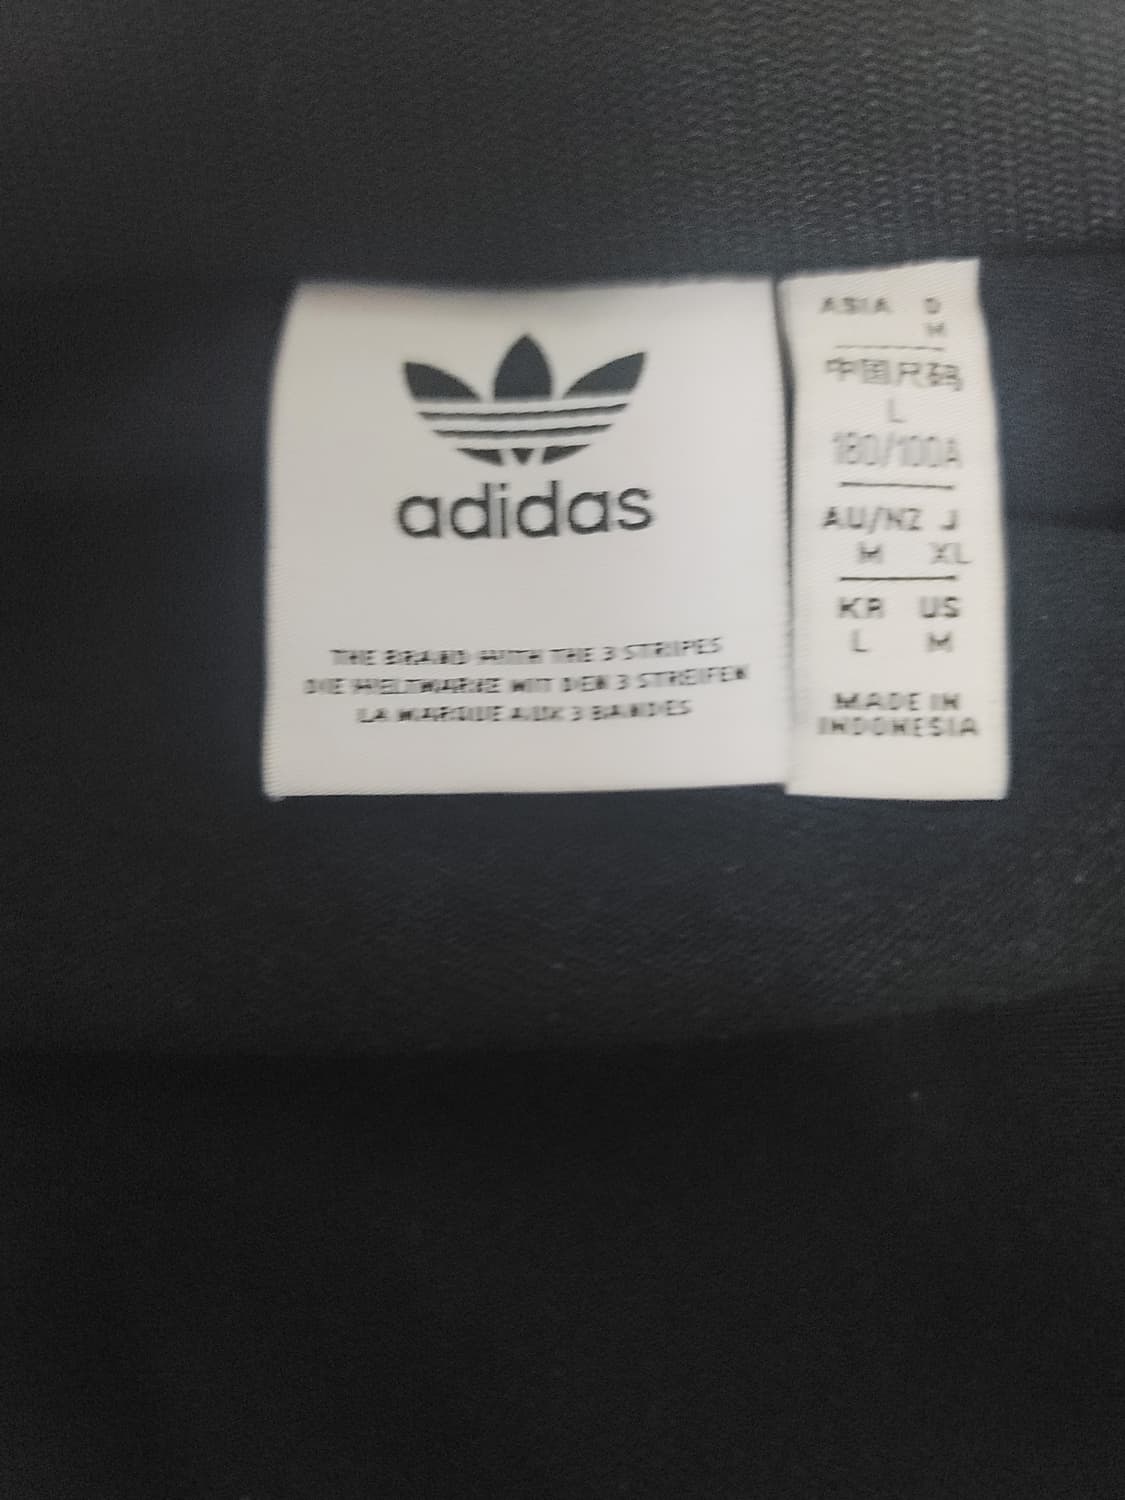 adidas
THE BRAND WITH THE 3 STRIPES
DIE WELTMARKE MIT DEN 3 STREIFEN
LA MARQUE AUX 3 BANDES
ASIA D
M
中国尺码
L
180/100A
AU/NZ J
M XL
KR US
L M
MADE IN
INDONESIA